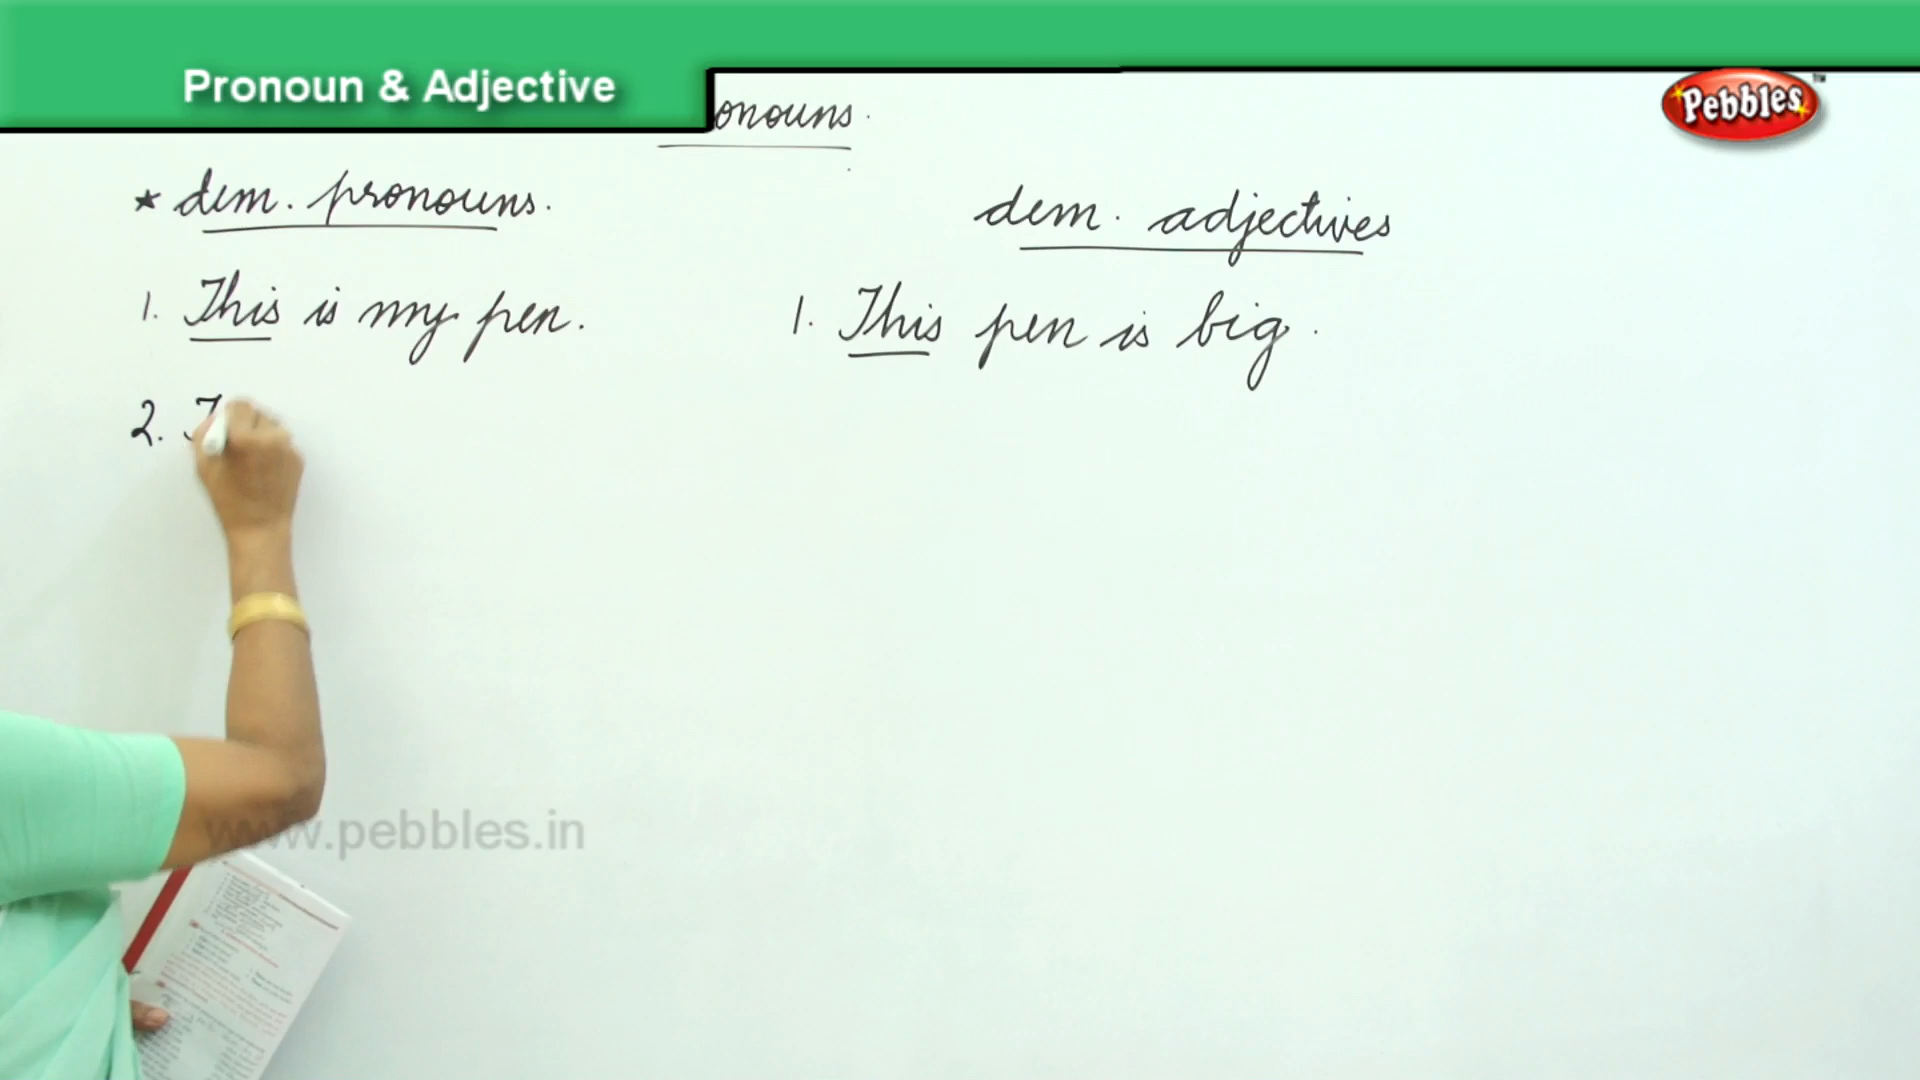 Pronoun & Adjective
Pebbles™
onouns.
* dem. pronouns.
dem. adjectives
1. This is my pen.
1. This pen is big.
2. T
www.pebbles.in